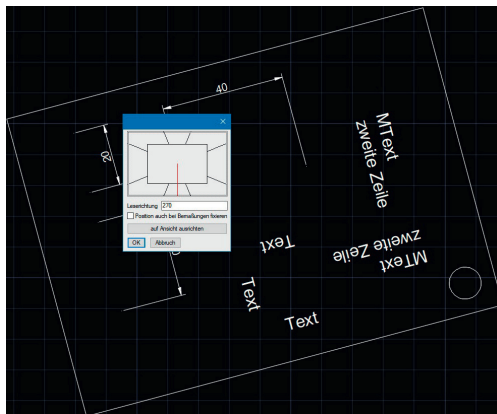 40
20
MText
zweite Zeile
Leserichtung 270
Position auch bei Bemaßungen fixieren
auf Ansicht ausrichten
OK Abbruch
Text
MText
zweite Zeile
Text
Text